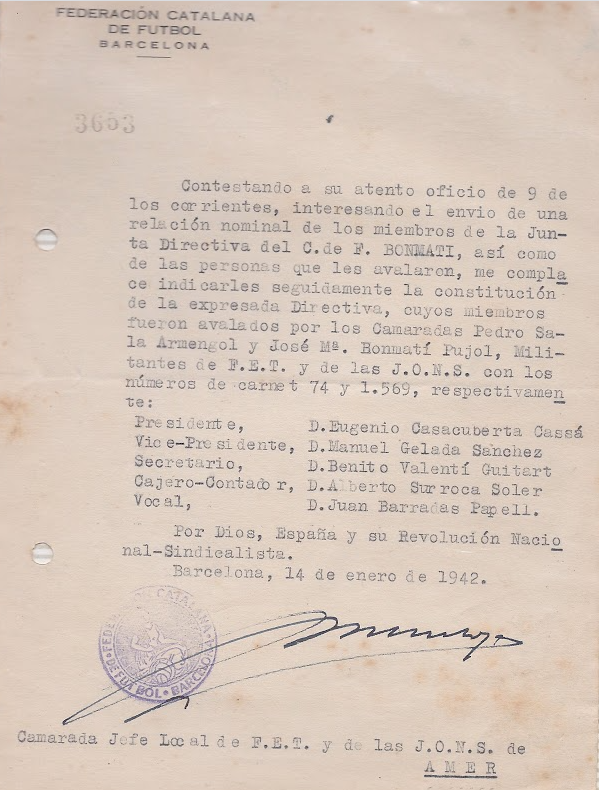 FEDERACIÓN CATALANA
DE FUTBOL
BARCELONA
3653
Contestando a su atento oficio de 9 de
los corrientes, interesando el envio de una
relación nominal de los miembros de la Jun-
ta Directiva del C.de F. BONMATI, así como
de las personas que les avalaron, me compla
ce indicarles seguidamente la constitución
de la expresada Directiva, cuyos miembros
fueron avalados por los Camaradas Pedro Sa-
la Armengol y José Mª. Bonmatí Pujol, Mili-
tantes de F.E.T. y de las J.O.N.S. con los
números de carnet 74 y 1.569, respectivamen
te:
Presidente, D.Eugenio Casacuberta Cassá
Vice-Presidente, D.Manuel Gelada Sanchez
Secretario, D.Benito Valentí Guitart
Cajero-Contador, D.Alberto Surroca Soler
Vocal, D.Juan Barradas Papell.
Por Dios, España y su Revolución Nacio
nal-Sindicalista.
Barcelona, 14 de enero de 1942.
FEDERACIÓN CATALANA
DE FUTBOL · BARCELONA
Camarada Jefe Local de F.E.T. y de las J.O.N.S. de
AMER